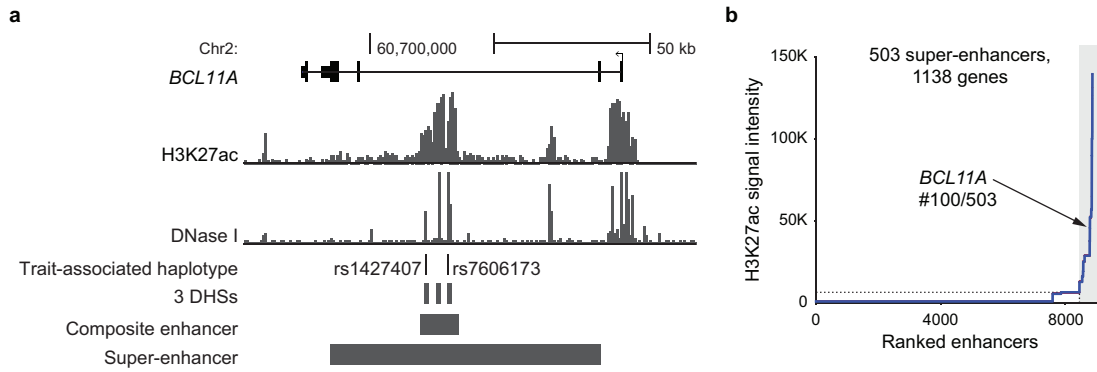 a
Chr2:
60,700,000
50 kb
BCL11A
H3K27ac
DNase I
Trait-associated haplotype
rs1427407
rs7606173
3 DHSs
Composite enhancer
Super-enhancer
b
503 super-enhancers,
1138 genes
H3K27ac signal intensity
150K
100K
50K
0
BCL11A
#100/503
0
4000
8000
Ranked enhancers